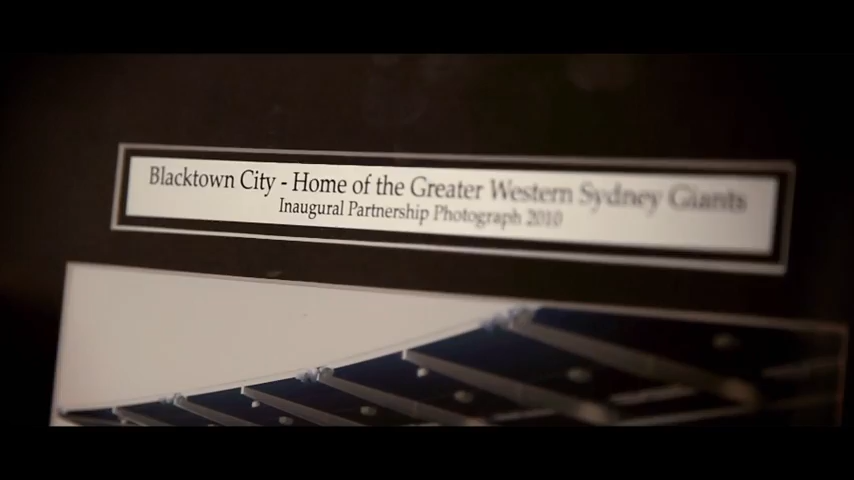 Blacktown City - Home of the Greater Western Sydney Giants
Inaugural Partnership Photograph 2010